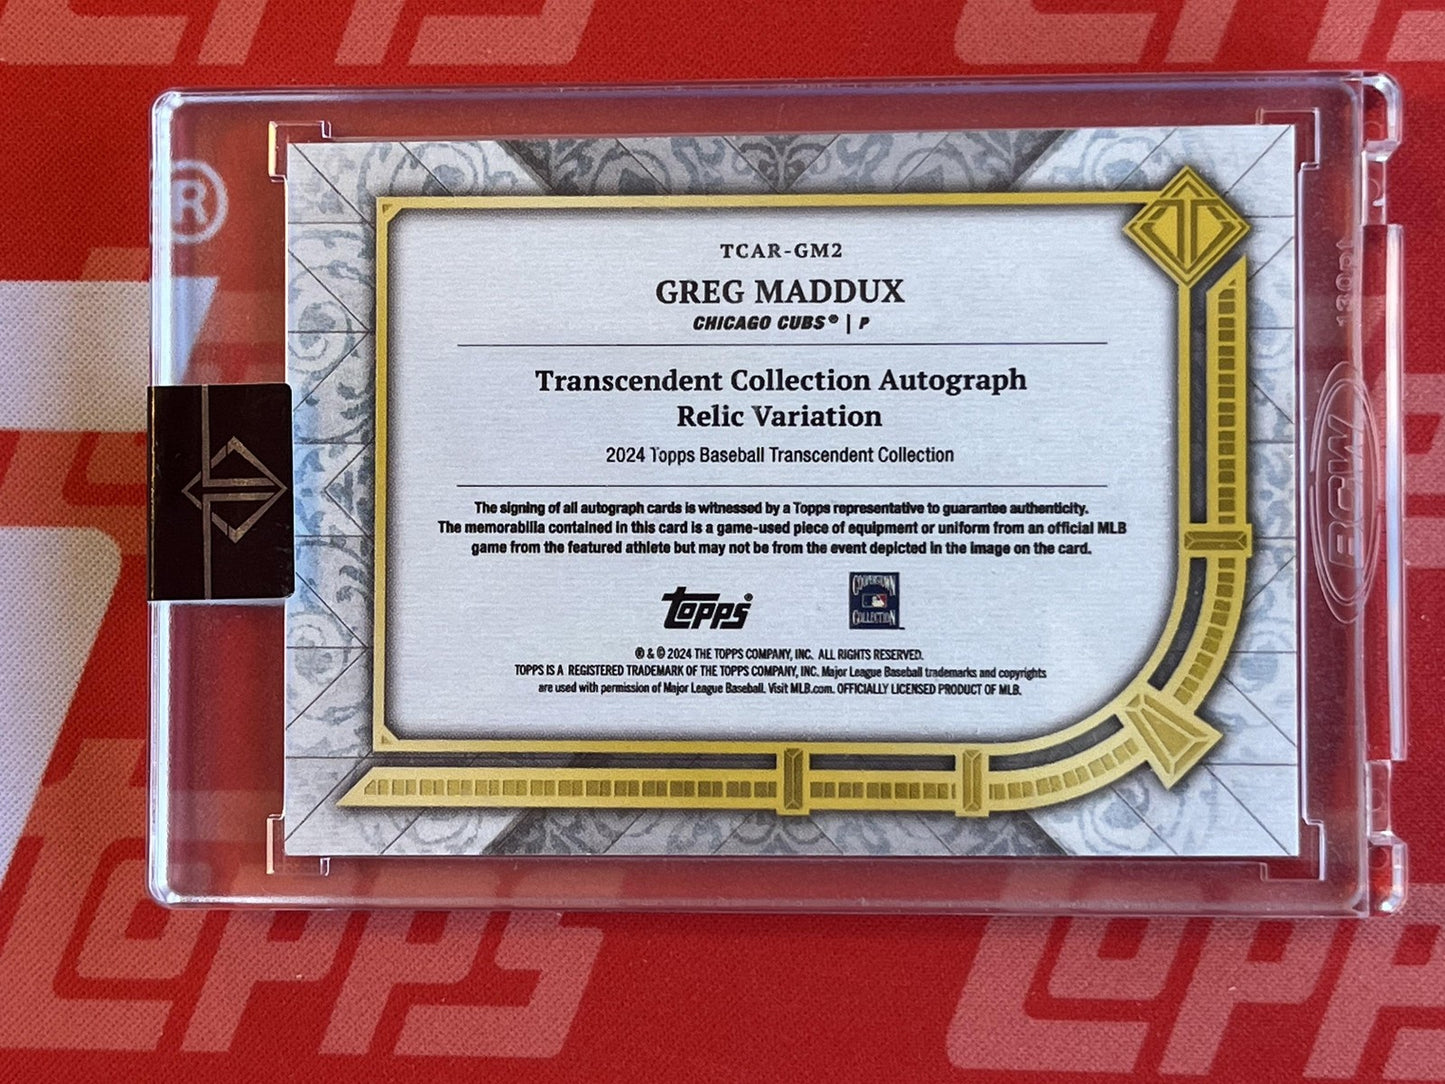 TOPPS
®
TCAR-GM2
GREG MADDUX
CHICAGO CUBS® | P
Transcendent Collection Autograph
Relic Variation
2024 Topps Baseball Transcendent Collection
The signing of all autograph cards is witnessed by a Topps representative to guarantee authenticity.
The memorabilia contained in this card is a game-used piece of equipment or uniform from an official MLB
game from the featured athlete but may not be from the event depicted in the image on the card.
topps®
COOPERSTOWN
COLLECTION
® & © 2024 THE TOPPS COMPANY, INC. ALL RIGHTS RESERVED.
TOPPS IS A REGISTERED TRADEMARK OF THE TOPPS COMPANY, INC. Major League Baseball trademarks and copyrights
are used with permission of Major League Baseball. Visit MLB.com. OFFICIALLY LICENSED PRODUCT OF MLB.
130pt
BCW
TOPPS
TOPPS